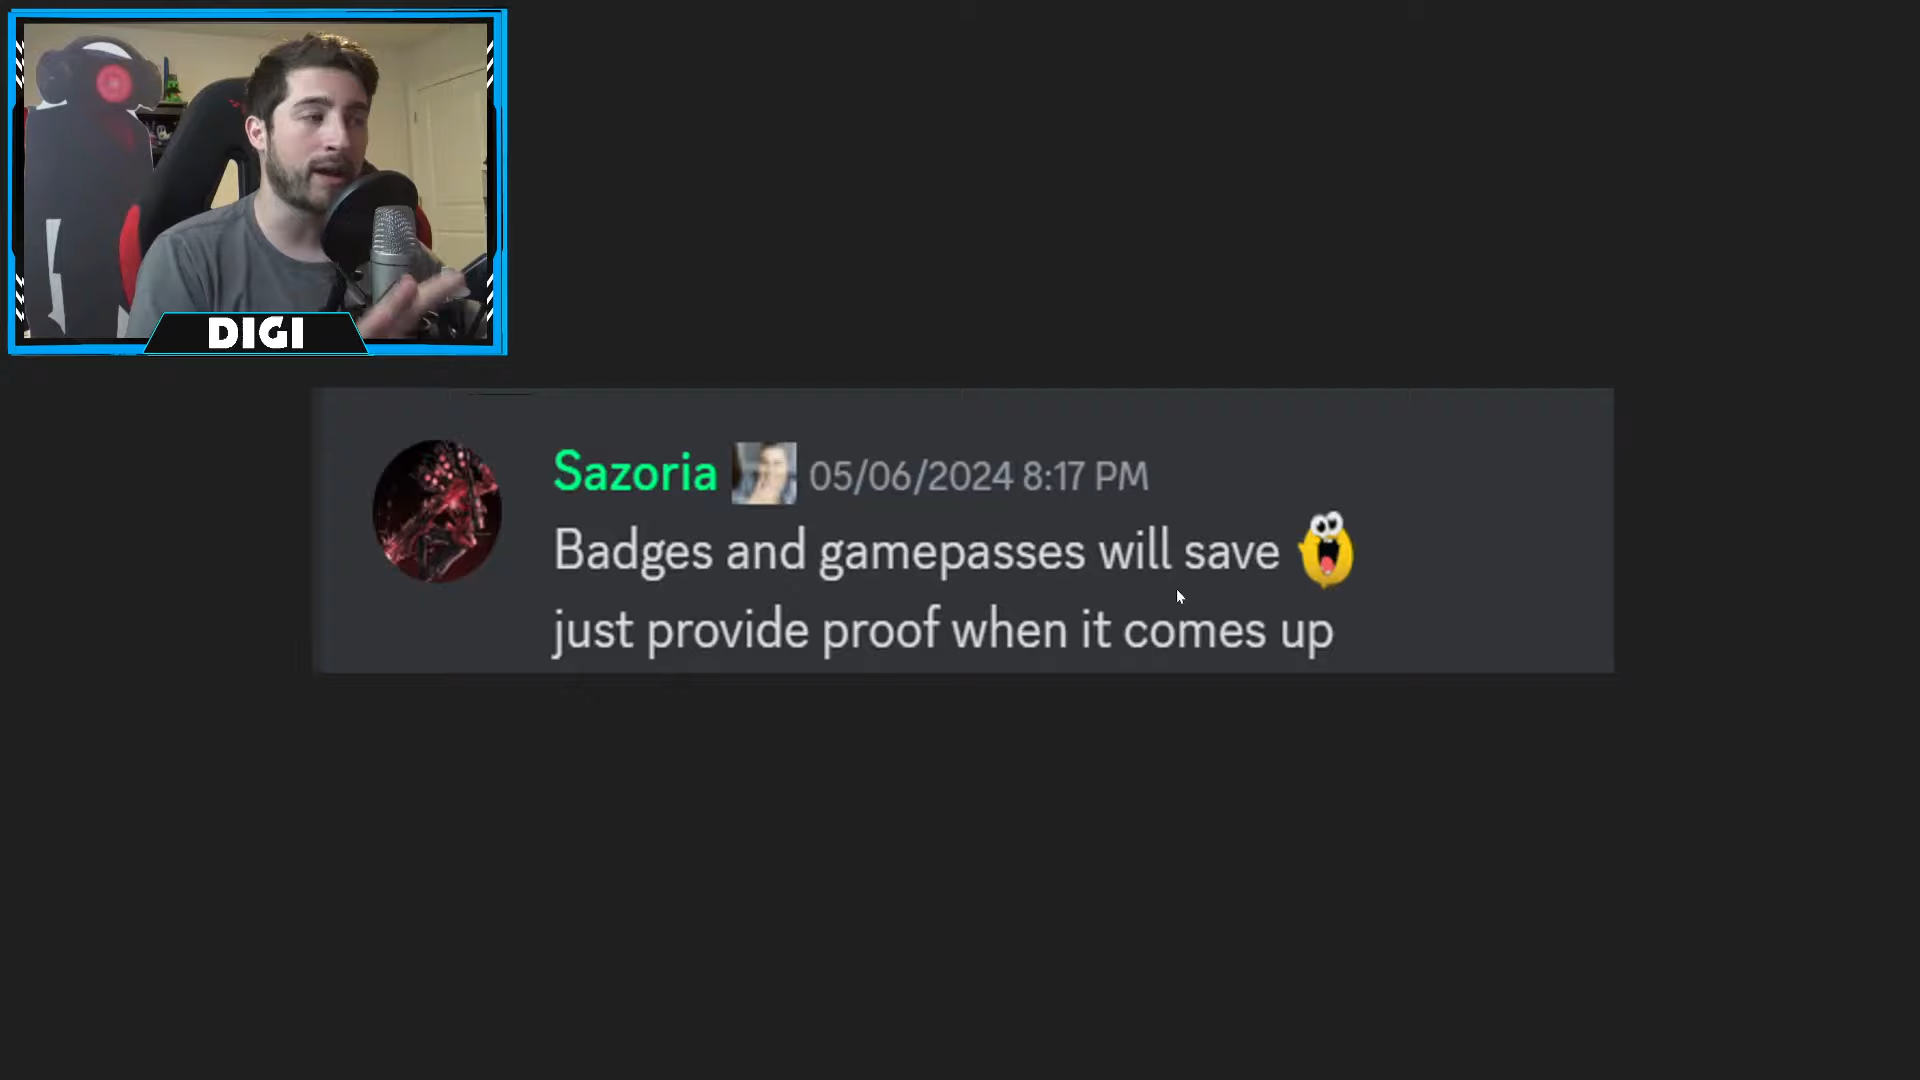 DIGI
Sazoria 05/06/2024 8:17 PM
Badges and gamepasses will save
just provide proof when it comes up